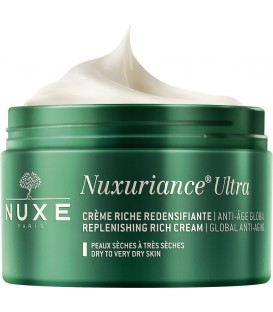 Nuxuriance® Ultra
NUXE
PARIS
CRÈME RICHE REDENSIFIANTE | ANTI-ÂGE GLOBAL
REPLENISHING RICH CREAM | GLOBAL ANTI-AGING
PEAUX SÈCHES À TRÈS SÈCHES
DRY TO VERY DRY SKIN